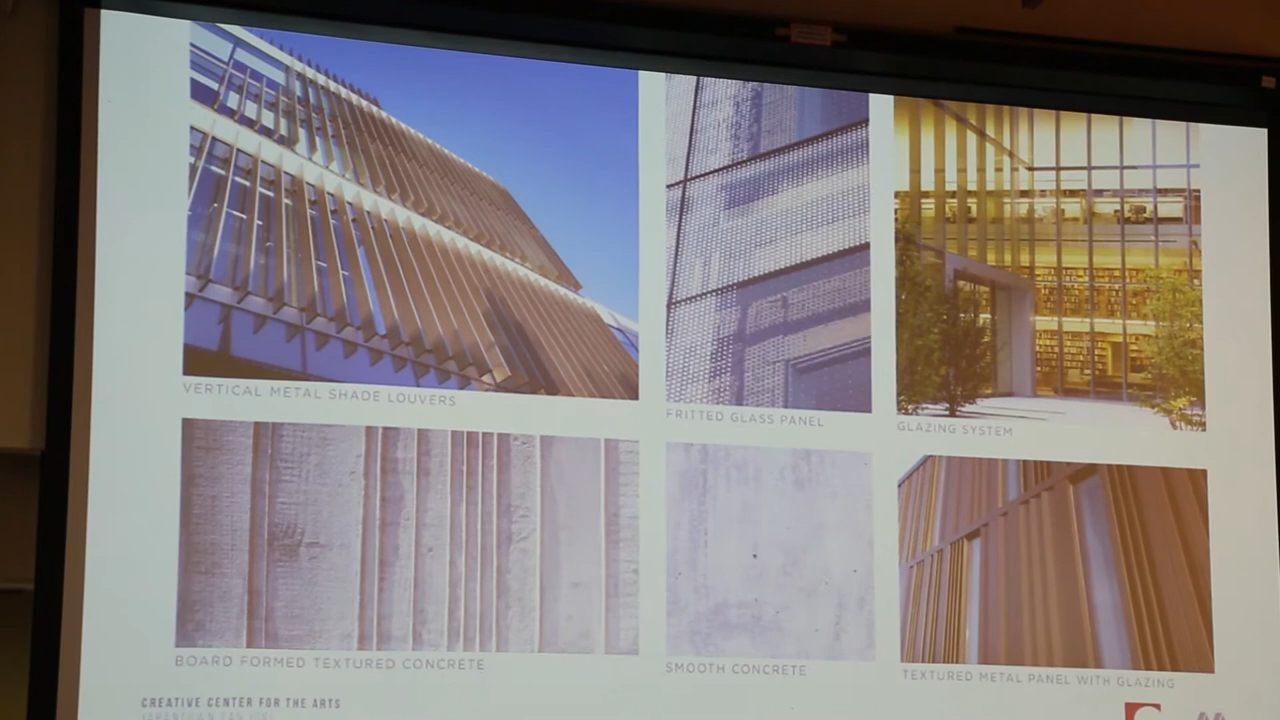 VERTICAL METAL SHADE LOUVERS
FRITTED GLASS PANEL
GLAZING SYSTEM
BOARD FORMED TEXTURED CONCRETE
SMOOTH CONCRETE
TEXTURED METAL PANEL WITH GLAZING
CREATIVE CENTER FOR THE ARTS